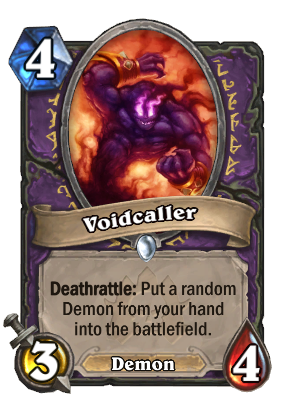 4
Voidcaller
Deathrattle: Put a random
Demon from your hand
into the battlefield.
3
Demon
4